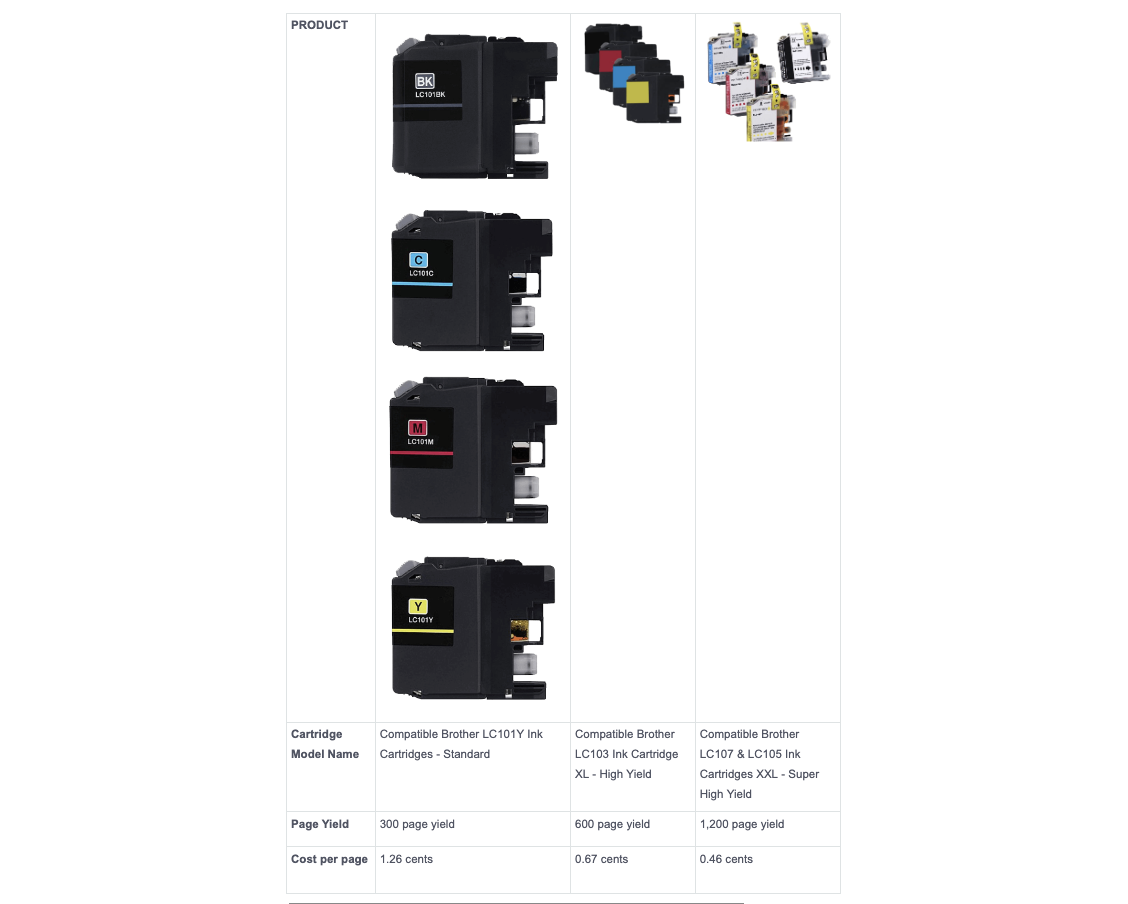 PRODUCT
BK
LC101BK
C
LC101C
M
LC101M
Y
LC101Y
Cartridge
Model Name
Compatible Brother LC101Y Ink
Cartridges - Standard
Compatible Brother
LC103 Ink Cartridge
XL - High Yield
Compatible Brother
LC107 & LC105 Ink
Cartridges XXL - Super
High Yield
Page Yield
300 page yield
600 page yield
1,200 page yield
Cost per page
1.26 cents
0.67 cents
0.46 cents